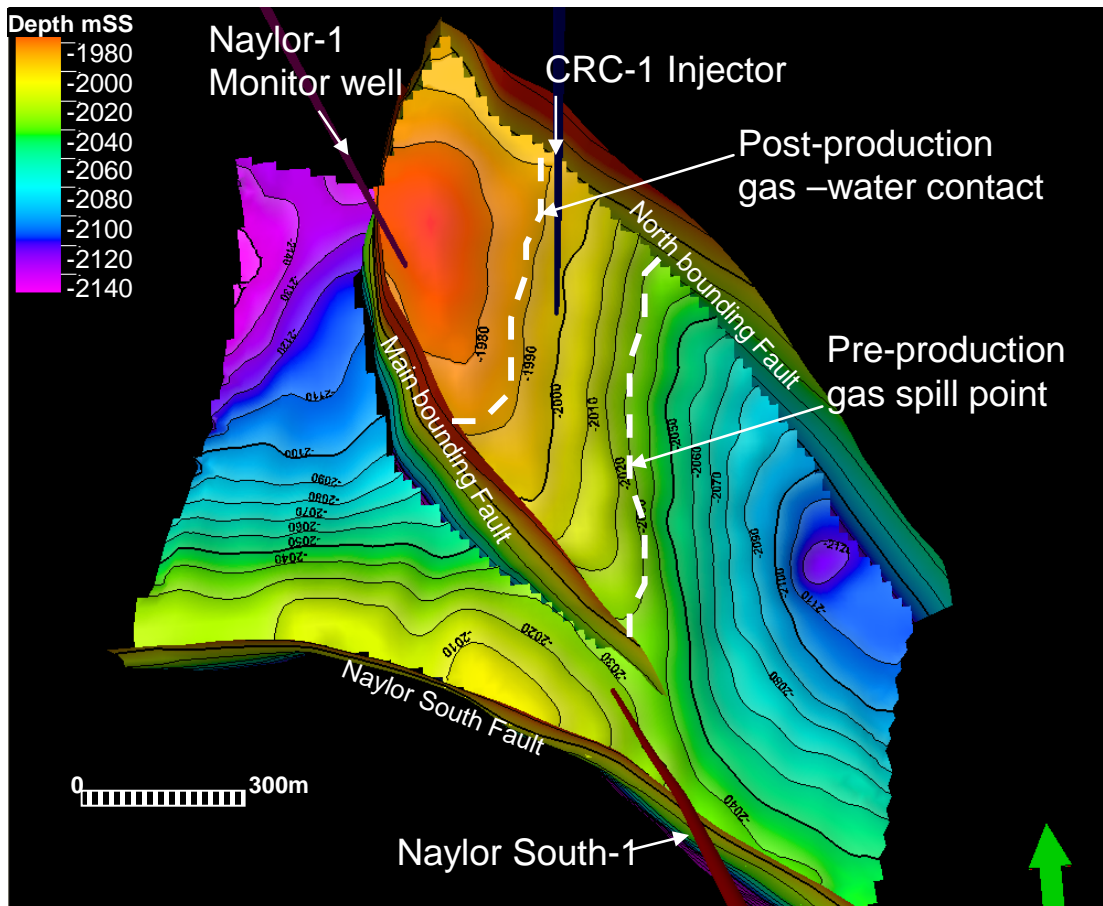 Depth mSS
-1980
-2000
-2020
-2040
-2060
-2080
-2100
-2120
-2140
Naylor-1
Monitor well
CRC-1 Injector
Post-production
gas –water contact
North bounding Fault
Pre-production
gas spill point
Main bounding Fault
-2140
-2130
-2120
-2110
-2100
-2090
-2080
-2070
-2060
-2050
-2040
-1980
-1990
-2000
-2010
-2020
-2050
-2060
-2070
-2090
-2100
-2110
-2080
-2010
-2020
-2030
-2040
Naylor South Fault
0
300m
Naylor South-1